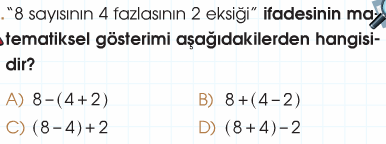 ."8 sayısının 4 fazlasının 2 eksiği" ifadesinin ma-
tematiksel gösterimi aşağıdakilerden hangisi-
dir?
A) 8-(4+2) B) 8+(4-2)
C) (8-4)+2 D) (8+4)-2